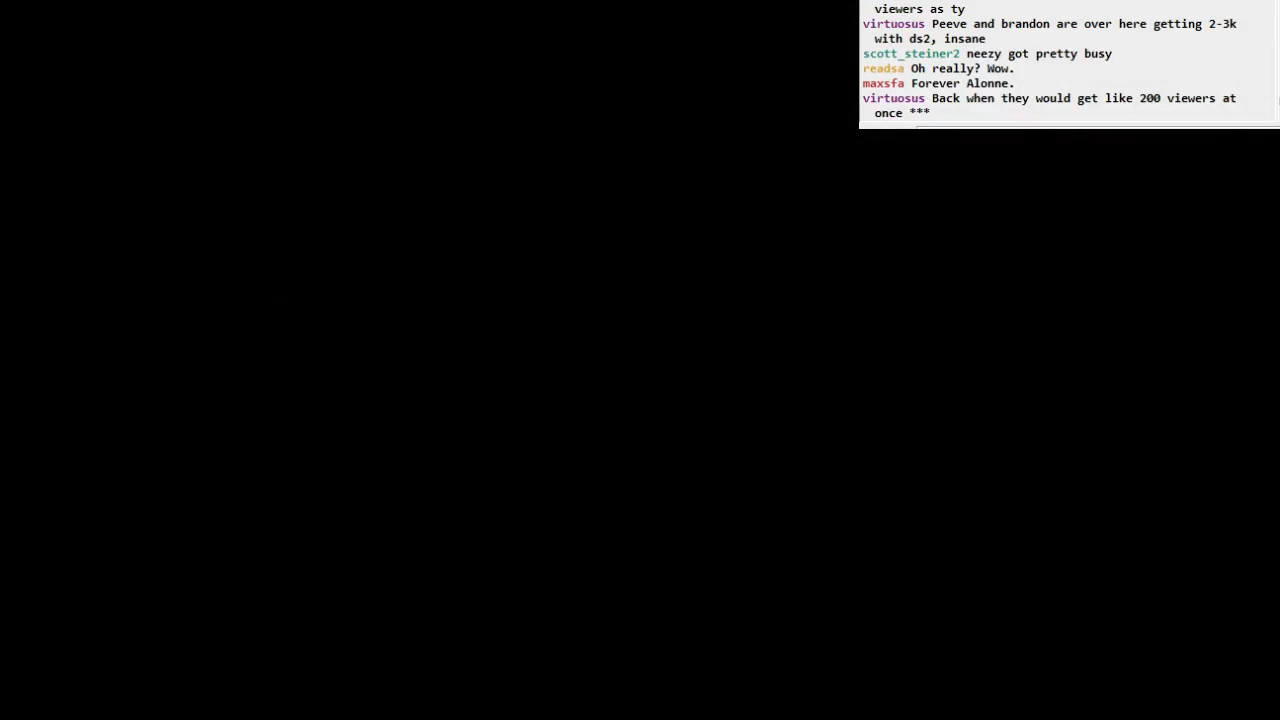 viewers as ty
virtuosus Peeve and brandon are over here getting 2-3k
with ds2, insane
scott_steiner2 neezy got pretty busy
readsa Oh really? Wow.
maxsfa Forever Alonne.
virtuosus Back when they would get like 200 viewers at
once ***